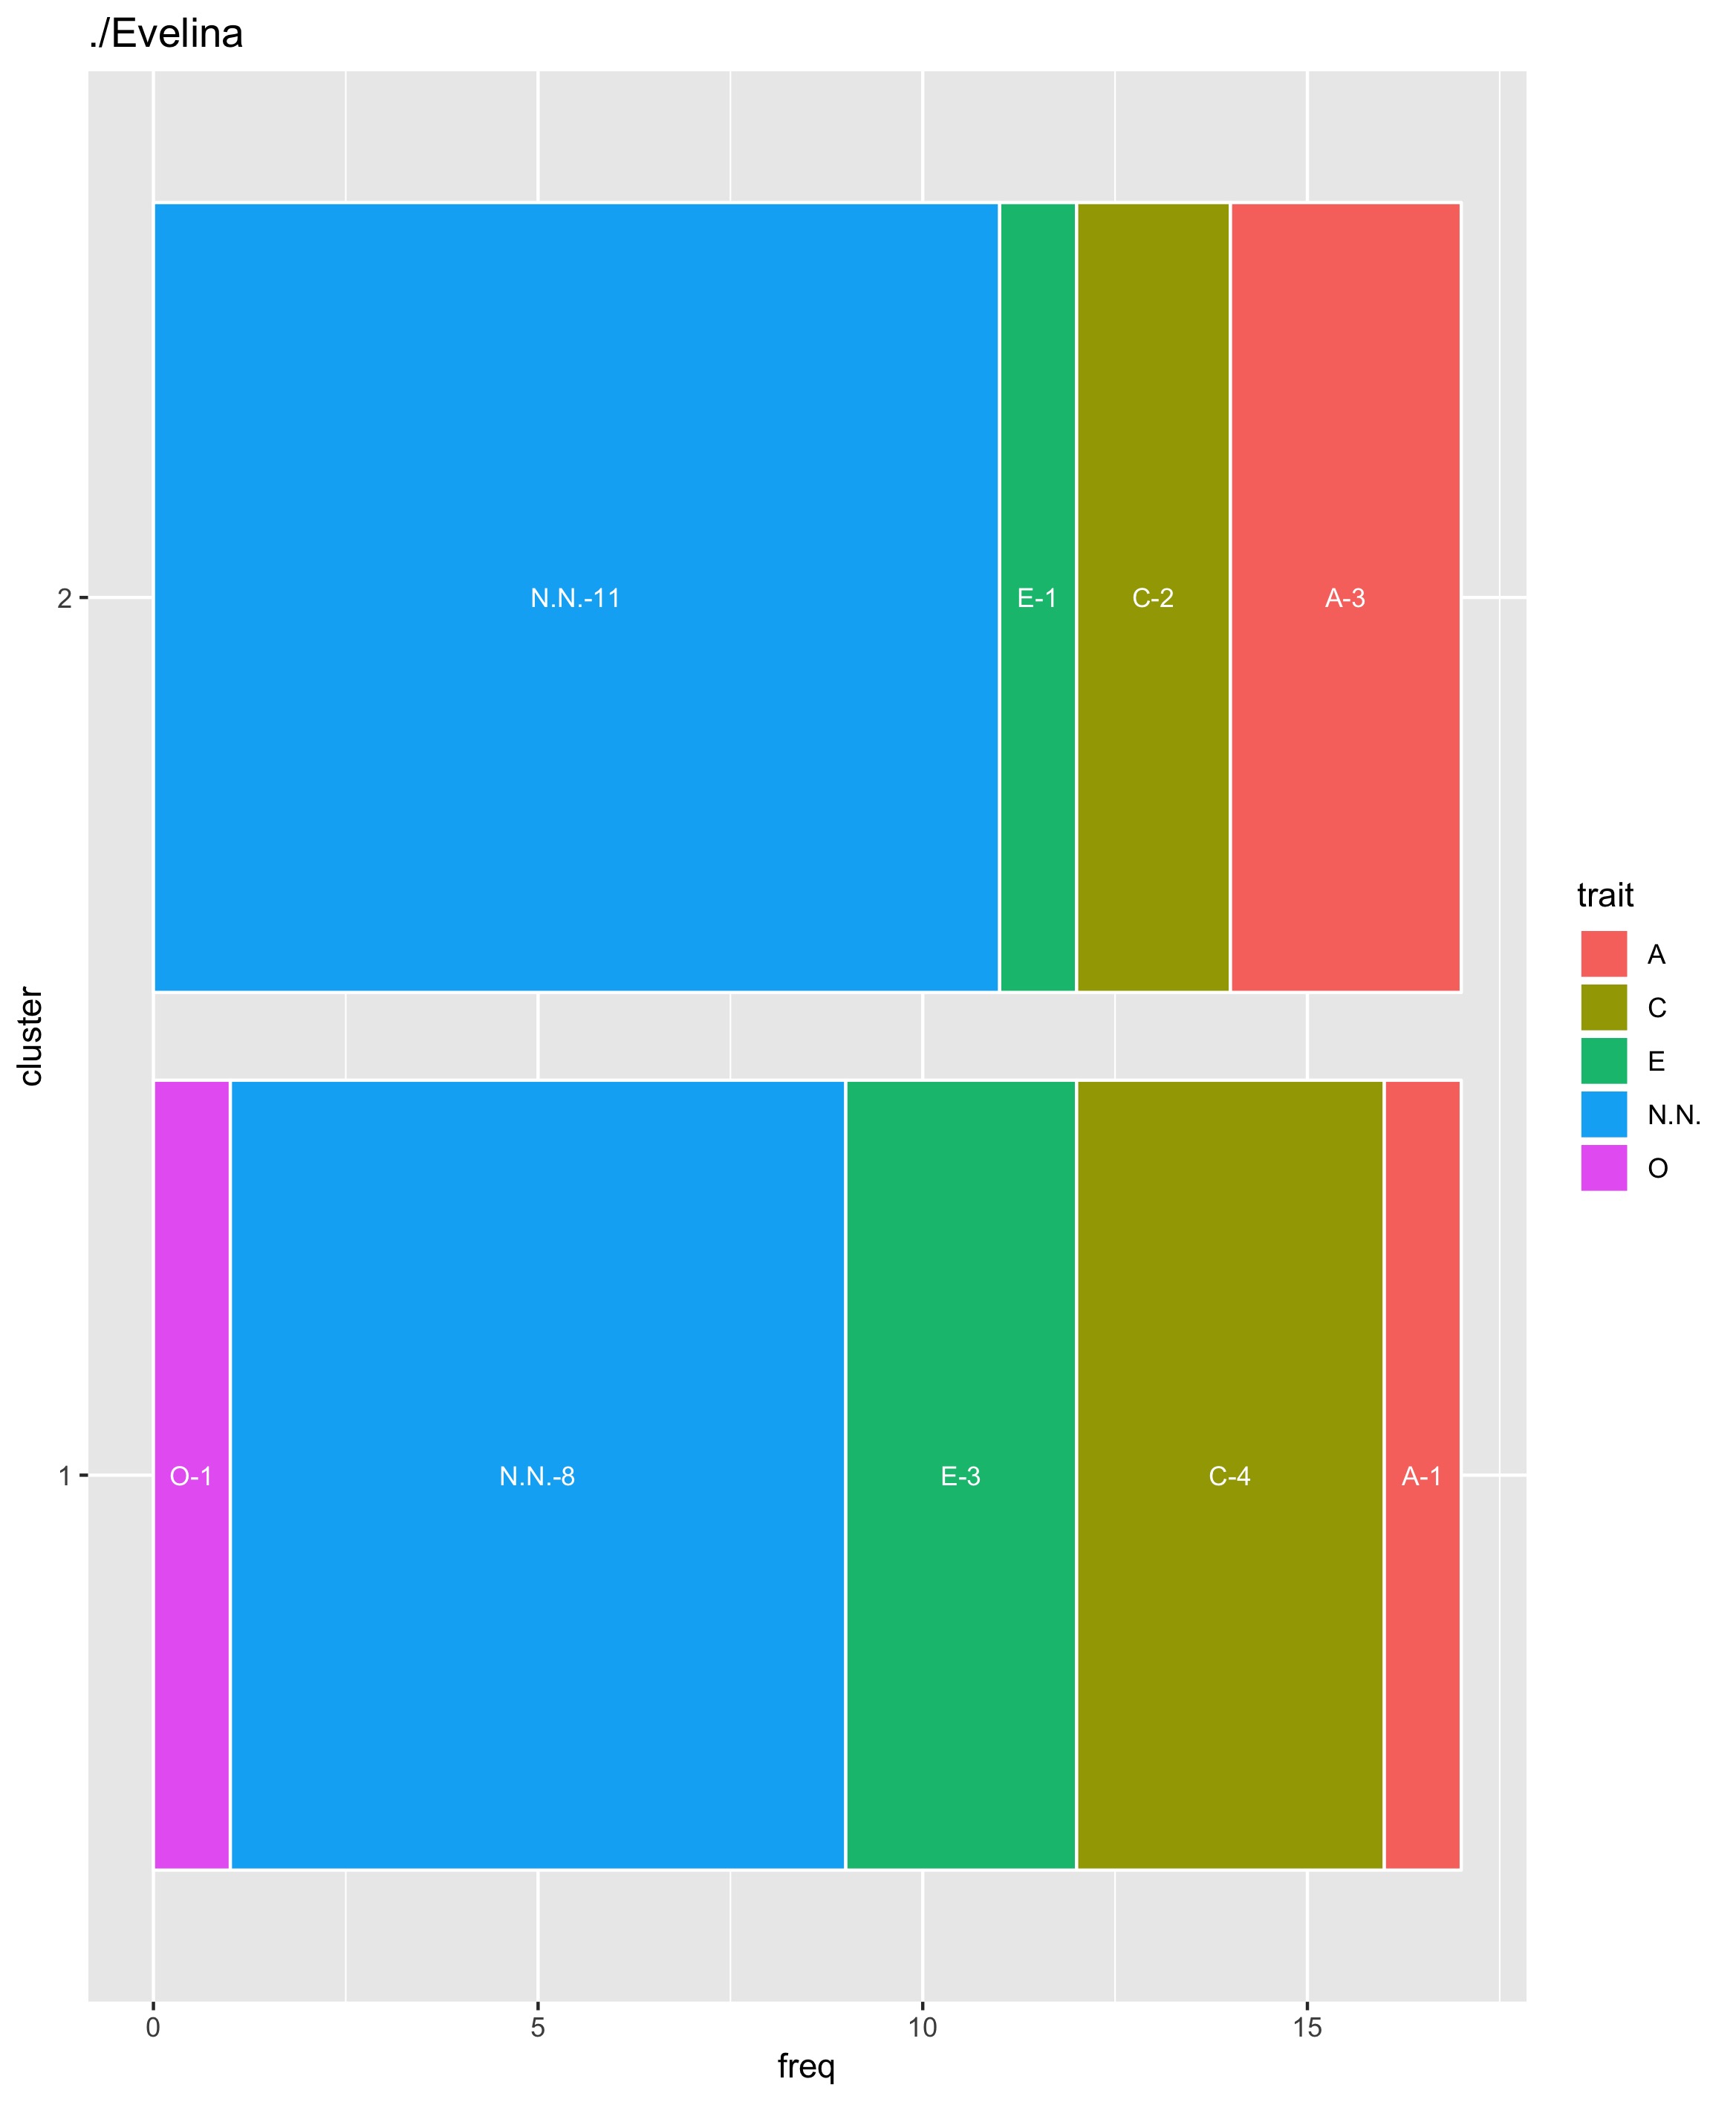 ./Evelina
2
N.N.-11
E-1
C-2
A-3
cluster
1
O-1
N.N.-8
E-3
C-4
A-1
0
5
10
15
freq
trait
A
C
E
N.N.
O